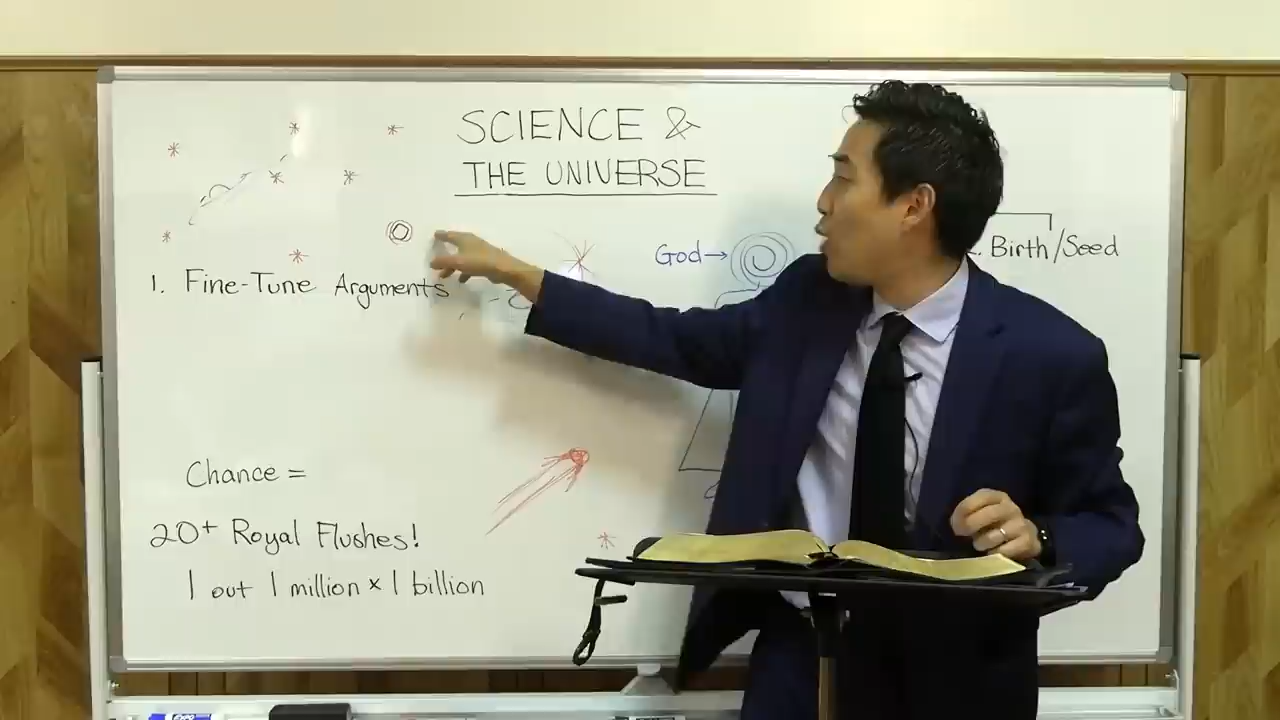 SCIENCE &
THE UNIVERSE
God→
Birth/Seed
1. Fine-Tune Arguments
Chance =
20+ Royal Flushes!
1 out 1 million × 1 billion